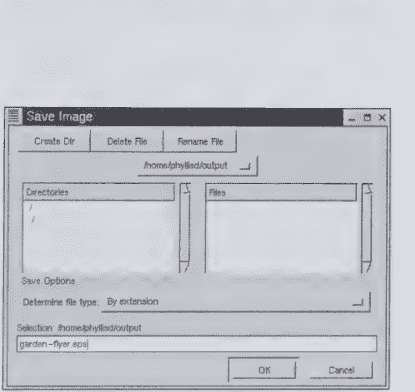 Save Image
Create Dir Delete File Rename File
/home/phyllisd/output
Directories Files
/
/
Save Options
Determine file type: By extension
Selection: /home/phyllisd/output
garden-flyer.eps
OK Cancel